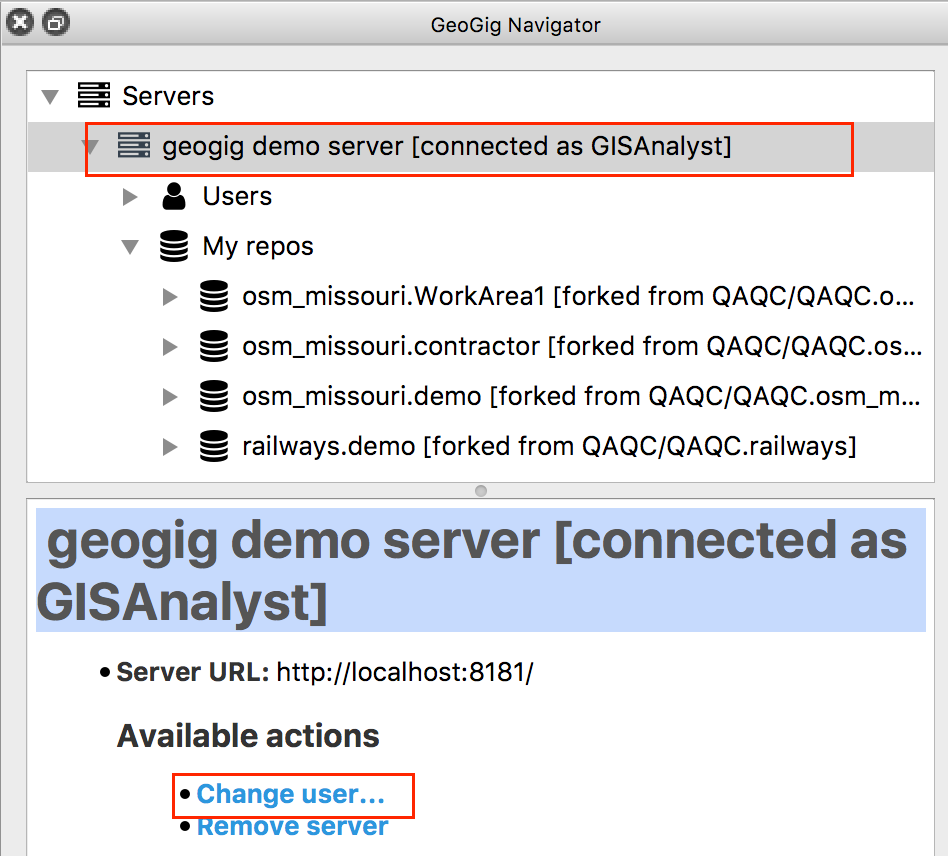 GeoGig Navigator
Servers
geogig demo server [connected as GISAnalyst]
Users
My repos
osm_missouri.WorkArea1 [forked from QAQC/QAQC.o...
osm_missouri.contractor [forked from QAQC/QAQC.os...
osm_missouri.demo [forked from QAQC/QAQC.osm_m...
railways.demo [forked from QAQC/QAQC.railways]
geogig demo server [connected as
GISAnalyst]
• Server URL: http://localhost:8181/
Available actions
• Change user...
• Remove server